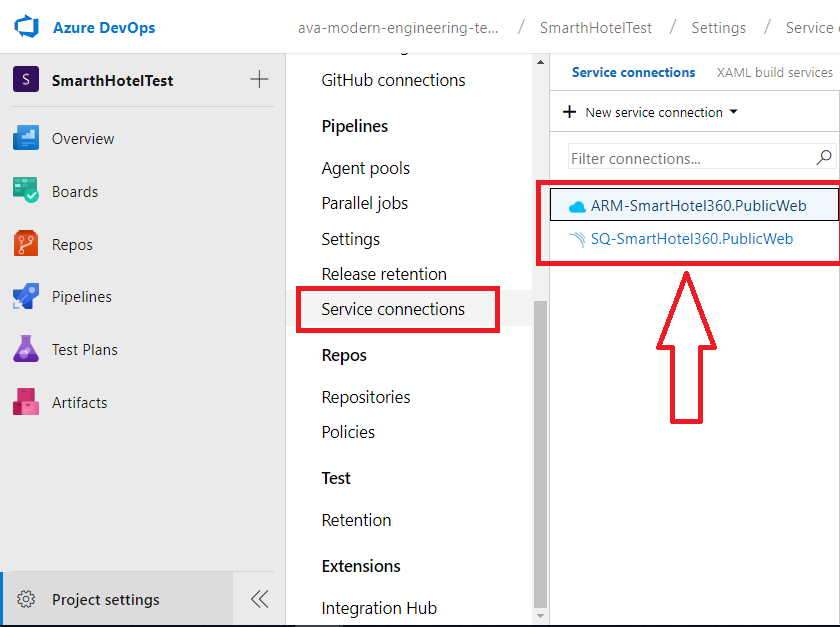 Azure DevOps
ava-modern-engineering-te... / SmarthHotelTest / Settings / Service
S SmarthHotelTest
Overview
Boards
Repos
Pipelines
Test Plans
Artifacts
Project settings
GitHub connections
Pipelines
Agent pools
Parallel jobs
Settings
Release retention
Service connections
Repos
Repositories
Policies
Test
Retention
Extensions
Integration Hub
Service connections XAML build services
New service connection
Filter connections...
ARM-SmartHotel360.PublicWeb
SQ-SmartHotel360.PublicWeb